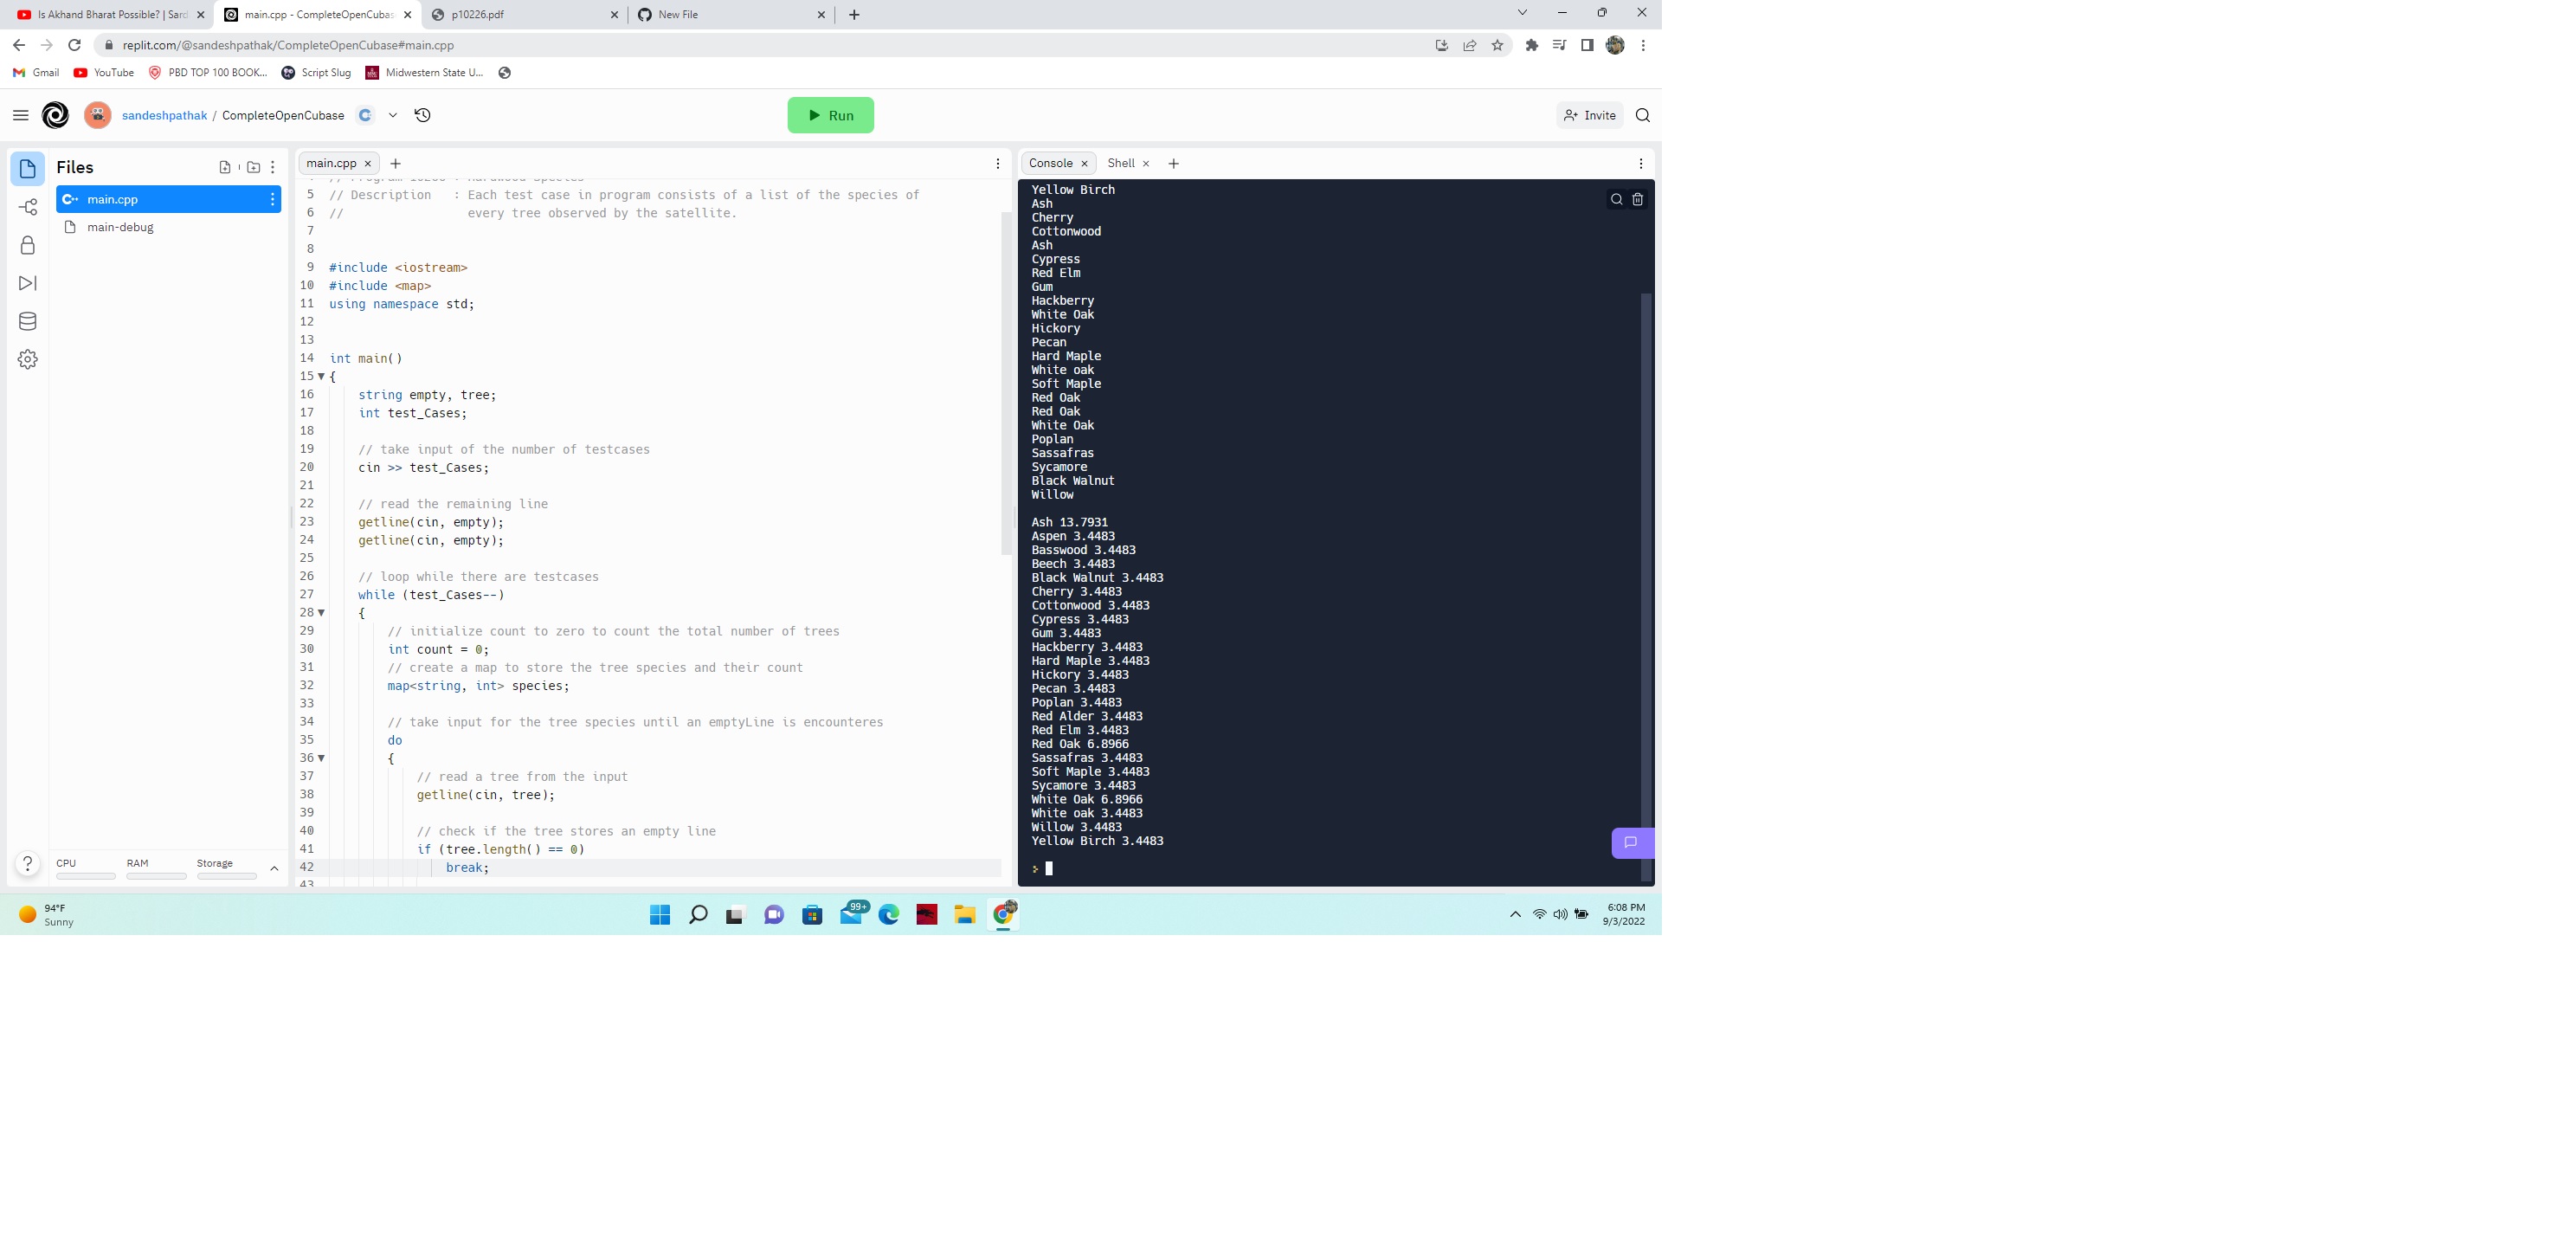 Is Akhand Bharat Possible? | Sard
main.cpp - CompleteOpenCubas
p10226.pdf
New File
replit.com/@sandeshpathak/CompleteOpenCubase#main.cpp
Gmail
YouTube
PBD TOP 100 BOOK...
Script Slug
Midwestern State U...
sandeshpathak / CompleteOpenCubase
Run
Invite
Files
main.cpp
main-debug
CPU
RAM
Storage
main.cpp
5 // Description : Each test case in program consists of a list of the species of
6 // every tree observed by the satellite.
7
8
9 #include <iostream>
10 #include <map>
11 using namespace std;
12
13
14 int main()
15 {
16 string empty, tree;
17 int test_Cases;
18
19 // take input of the number of testcases
20 cin >> test_Cases;
21
22 // read the remaining line
23 getline(cin, empty);
24 getline(cin, empty);
25
26 // loop while there are testcases
27 while (test_Cases--)
28 {
29 // initialize count to zero to count the total number of trees
30 int count = 0;
31 // create a map to store the tree species and their count
32 map<string, int> species;
33
34 // take input for the tree species until an emptyLine is encounteres
35 do
36 {
37 // read a tree from the input
38 getline(cin, tree);
39
40 // check if the tree stores an empty line
41 if (tree.length() == 0)
42 break;
43
Console
Shell
Yellow Birch
Ash
Cherry
Cottonwood
Ash
Cypress
Red Elm
Gum
Hackberry
White Oak
Hickory
Pecan
Hard Maple
White oak
Soft Maple
Red Oak
Red Oak
White Oak
Poplan
Sassafras
Sycamore
Black Walnut
Willow
Ash 13.7931
Aspen 3.4483
Basswood 3.4483
Beech 3.4483
Black Walnut 3.4483
Cherry 3.4483
Cottonwood 3.4483
Cypress 3.4483
Gum 3.4483
Hackberry 3.4483
Hard Maple 3.4483
Hickory 3.4483
Pecan 3.4483
Poplan 3.4483
Red Alder 3.4483
Red Elm 3.4483
Red Oak 6.8966
Sassafras 3.4483
Soft Maple 3.4483
Sycamore 3.4483
White Oak 6.8966
White oak 3.4483
Willow 3.4483
Yellow Birch 3.4483
94°F
Sunny
99+
6:08 PM
9/3/2022